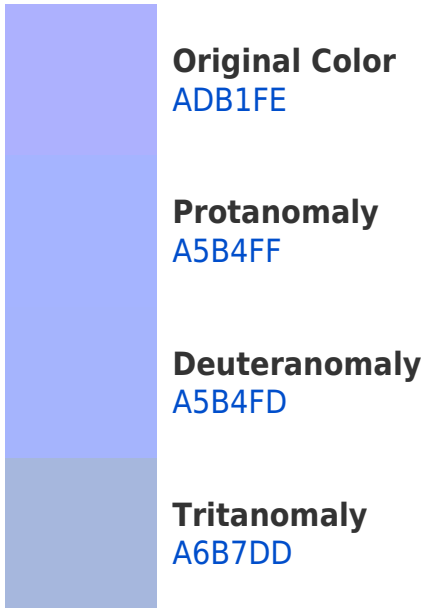 Original Color
ADB1FE
Protanomaly
A5B4FF
Deuteranomaly
A5B4FD
Tritanomaly
A6B7DD